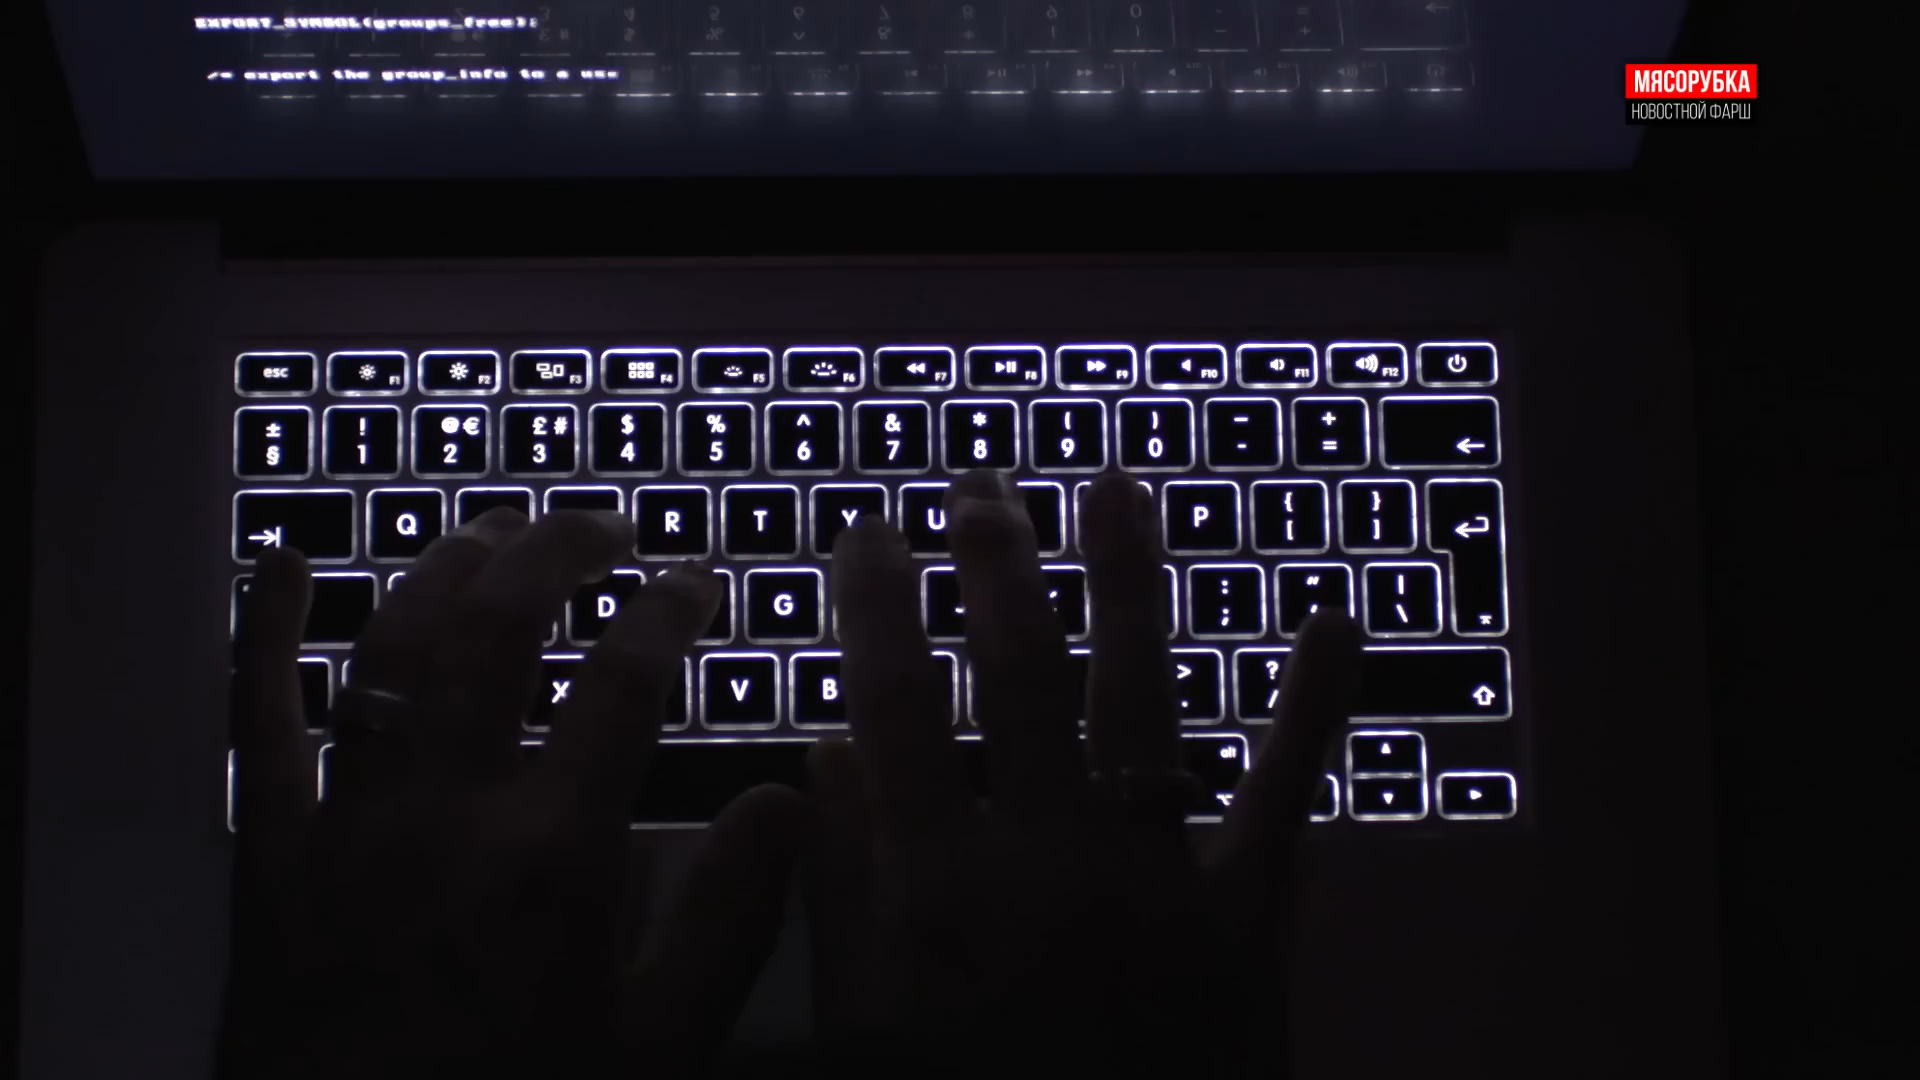 EXPORT_SYMBOL(groups_free);
/* export the group_info to a use
МЯСОРУБКА
НОВОСТНОЙ ФАРШ
esc F1 F2 F3 F4 F5 F6 F7 F8 F9 F10 F11 F12
± ! @ € £ # $ % ^ & * ( ) – +
§ 1 2 3 4 5 6 7 8 9 0 - =
Q R T Y U P { [ } ]
D G : ; " | \
X V B > . ? /
alt